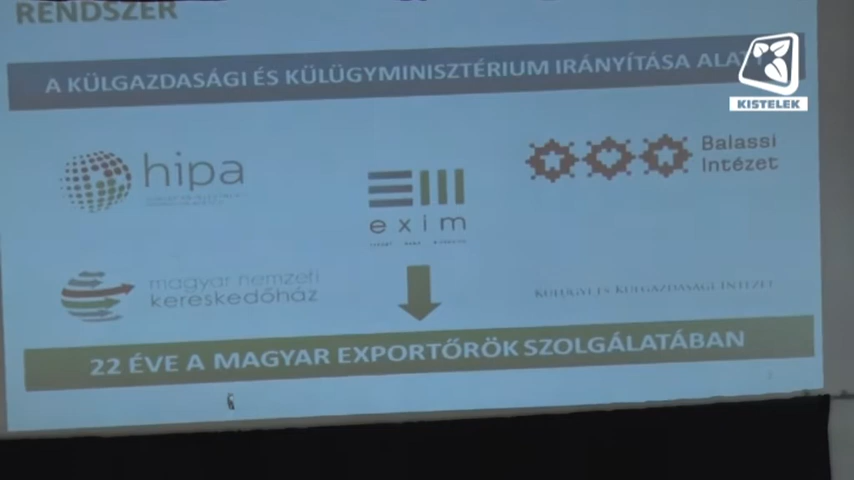 RENDSZER
A KÜLGAZDASÁGI ÉS KÜLÜGYMINISZTÉRIUM IRÁNYÍTÁSA ALATT
KISTELEK
hipa
exim
Balassi
Intézet
magyar nemzeti
kereskedőház
KÜLÜGYI ÉS KÜLGAZDASÁGI INTÉZET
22 ÉVE A MAGYAR EXPORTŐRÖK SZOLGÁLATÁBAN